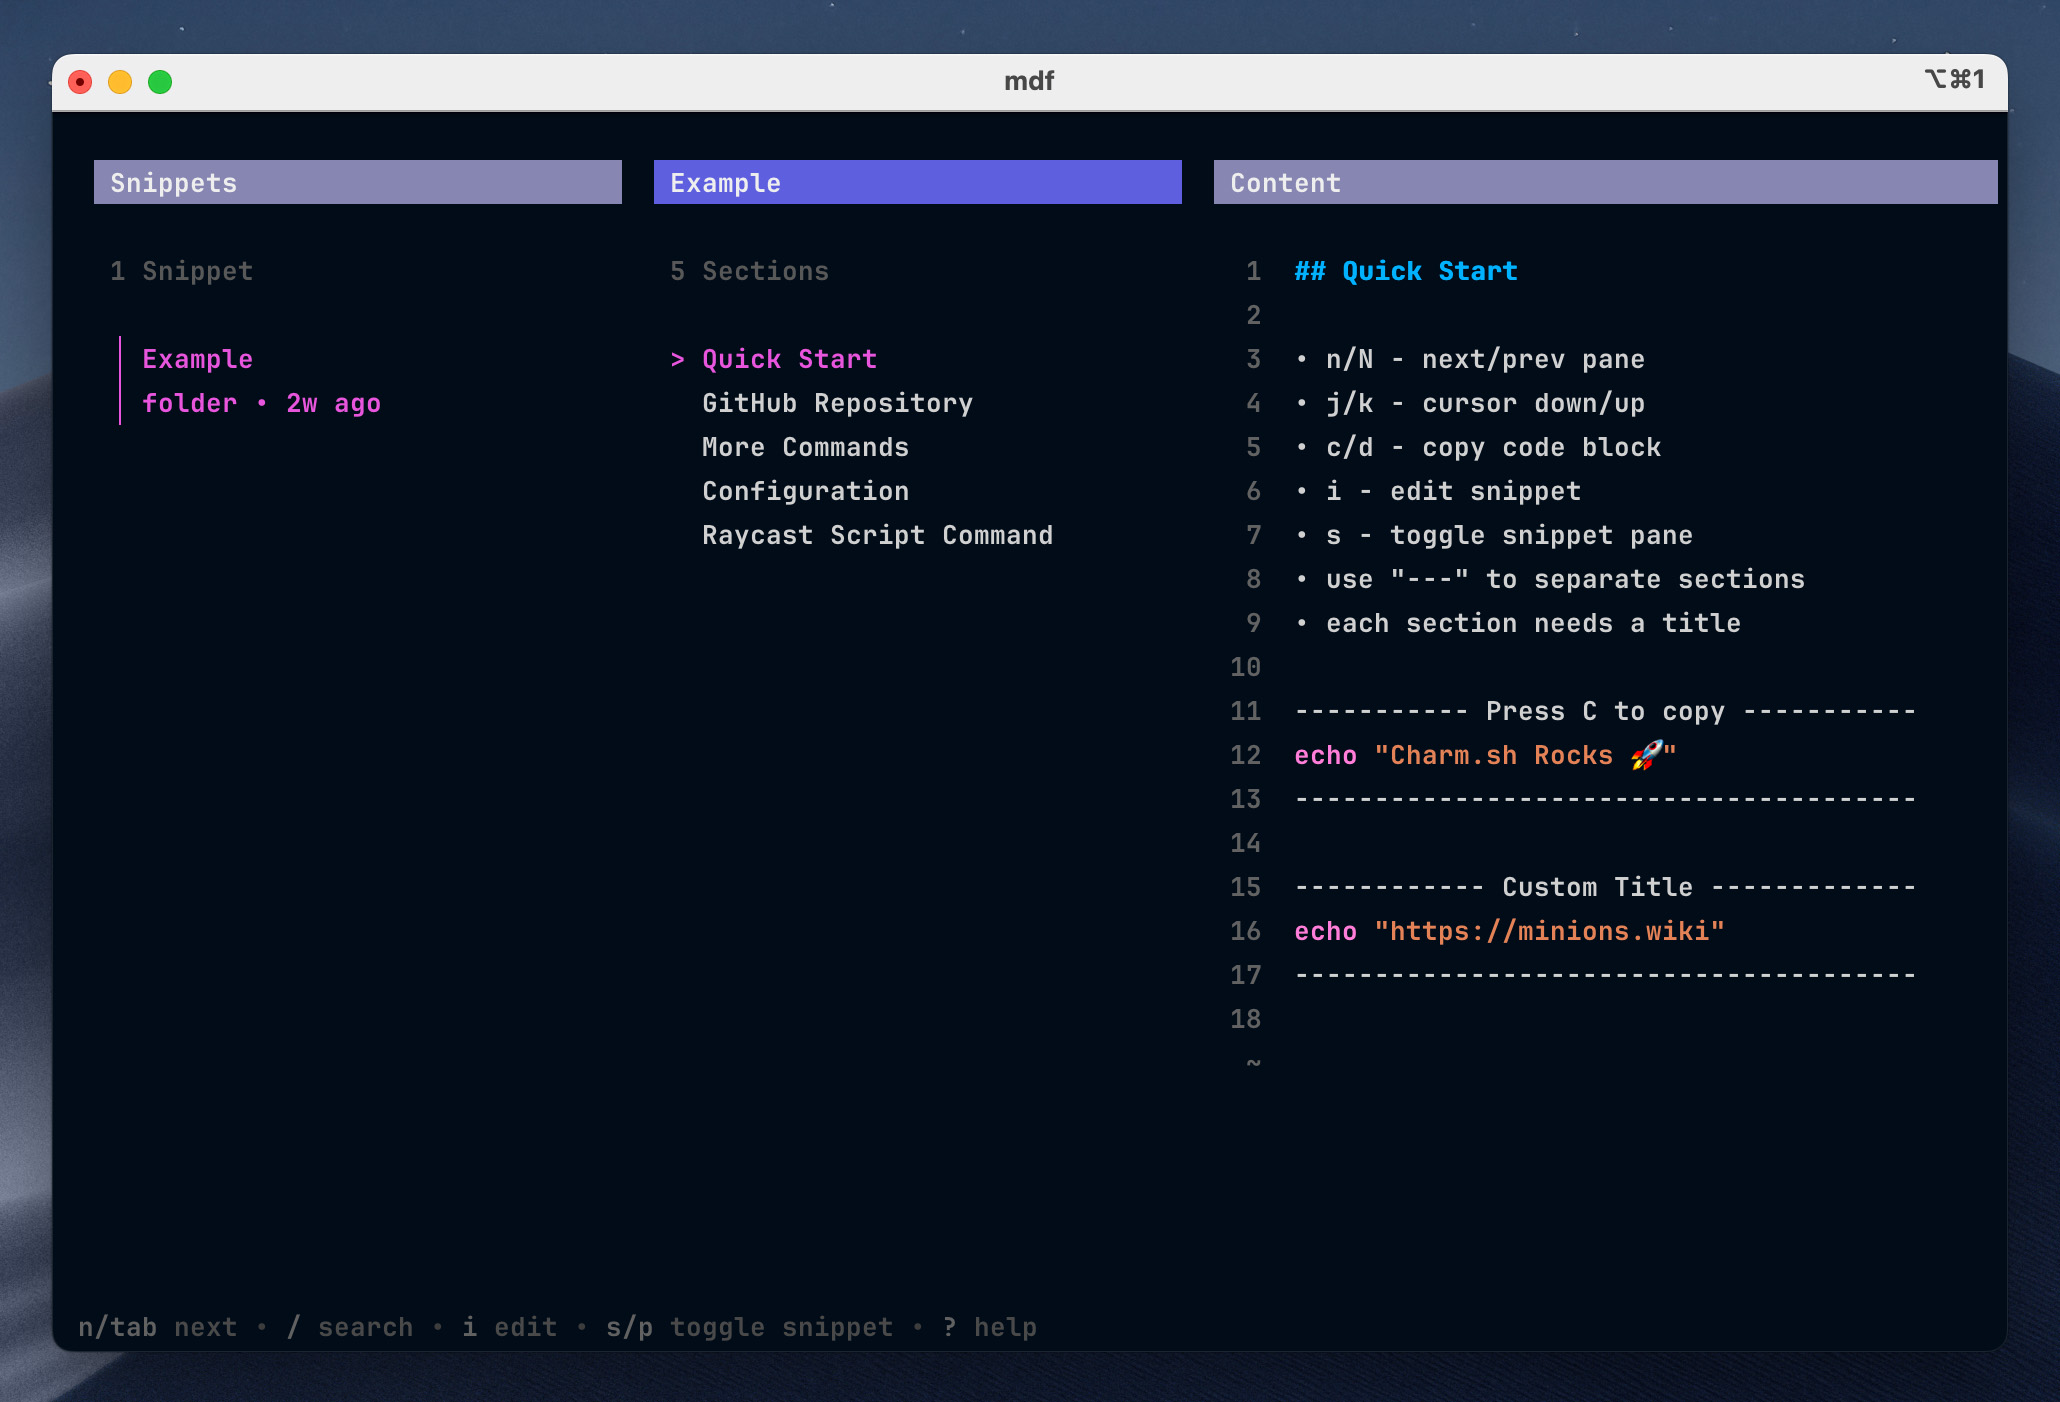 mdf
⌥⌘1
Snippets
1 Snippet
Example
folder • 2w ago
Example
5 Sections
> Quick Start
GitHub Repository
More Commands
Configuration
Raycast Script Command
Content
1 ## Quick Start
2
3 • n/N - next/prev pane
4 • j/k - cursor down/up
5 • c/d - copy code block
6 • i - edit snippet
7 • s - toggle snippet pane
8 • use "---" to separate sections
9 • each section needs a title
10
11 ----------- Press C to copy -----------
12 echo "Charm.sh Rocks 🚀"
13 ---------------------------------------
14
15 ------------ Custom Title -------------
16 echo "https://minions.wiki"
17 ---------------------------------------
18
~
n/tab next • / search • i edit • s/p toggle snippet • ? help